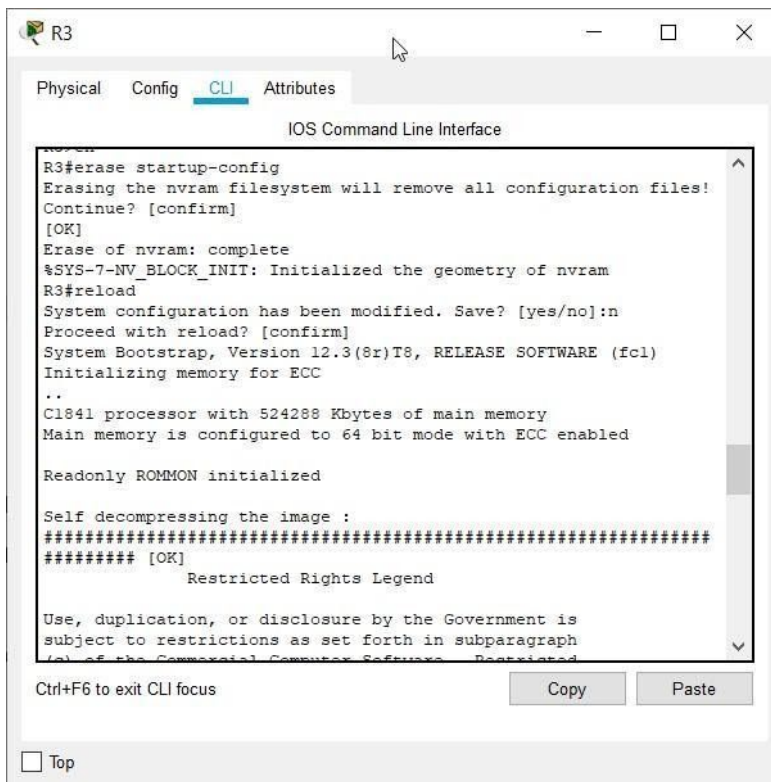 R3
Physical Config CLI Attributes
IOS Command Line Interface
R3#erase startup-config
Erasing the nvram filesystem will remove all configuration files!
Continue? [confirm]
[OK]
Erase of nvram: complete
%SYS-7-NV_BLOCK_INIT: Initialized the geometry of nvram
R3#reload
System configuration has been modified. Save? [yes/no]:n
Proceed with reload? [confirm]
System Bootstrap, Version 12.3(8r)T8, RELEASE SOFTWARE (fc1)
Initializing memory for ECC
..
C1841 processor with 524288 Kbytes of main memory
Main memory is configured to 64 bit mode with ECC enabled
Readonly ROMMON initialized
Self decompressing the image :
#################################################################
######### [OK]
Restricted Rights Legend
Use, duplication, or disclosure by the Government is
subject to restrictions as set forth in subparagraph
(c) of the Commercial Computer Software - Restricted
Ctrl+F6 to exit CLI focus
Copy Paste
Top